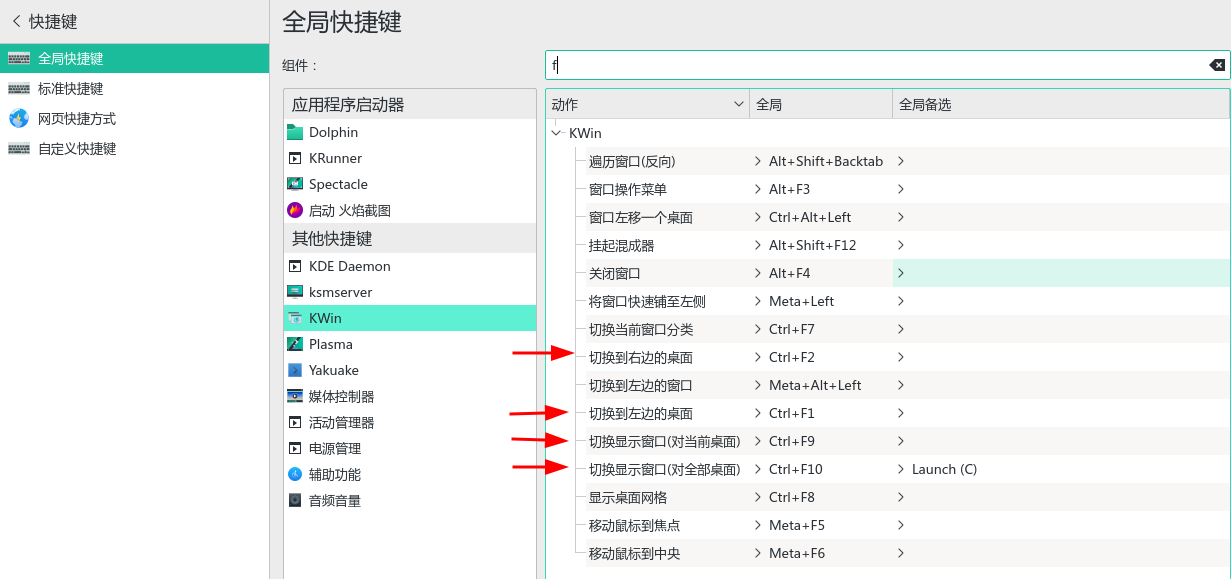 快捷键
全局快捷键
标准快捷键
网页快捷方式
自定义快捷键
全局快捷键
组件：
f
应用程序启动器
Dolphin
KRunner
Spectacle
启动 火焰截图
其他快捷键
KDE Daemon
ksmserver
KWin
Plasma
Yakuake
媒体控制器
活动管理器
电源管理
辅助功能
音频音量
动作 全局 全局备选
KWin
遍历窗口(反向) Alt+Shift+Backtab
窗口操作菜单 Alt+F3
窗口左移一个桌面 Ctrl+Alt+Left
挂起混成器 Alt+Shift+F12
关闭窗口 Alt+F4
将窗口快速铺至左侧 Meta+Left
切换当前窗口分类 Ctrl+F7
切换到右边的桌面 Ctrl+F2
切换到左边的窗口 Meta+Alt+Left
切换到左边的桌面 Ctrl+F1
切换显示窗口(对当前桌面) Ctrl+F9
切换显示窗口(对全部桌面) Ctrl+F10 Launch (C)
显示桌面网格 Ctrl+F8
移动鼠标到焦点 Meta+F5
移动鼠标到中央 Meta+F6